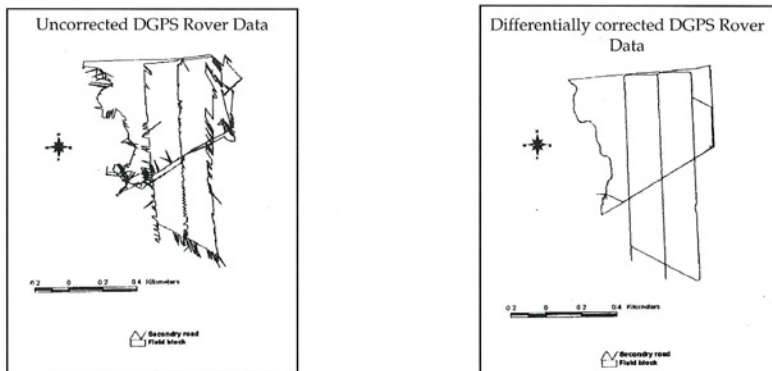 Uncorrected DGPS Rover Data
0.2 0 0.2 0.4 Kilometers
Secondry road
Field block
Differentially corrected DGPS Rover
Data
0.2 0 0.2 0.4 Kilometers
Secondry road
Field block